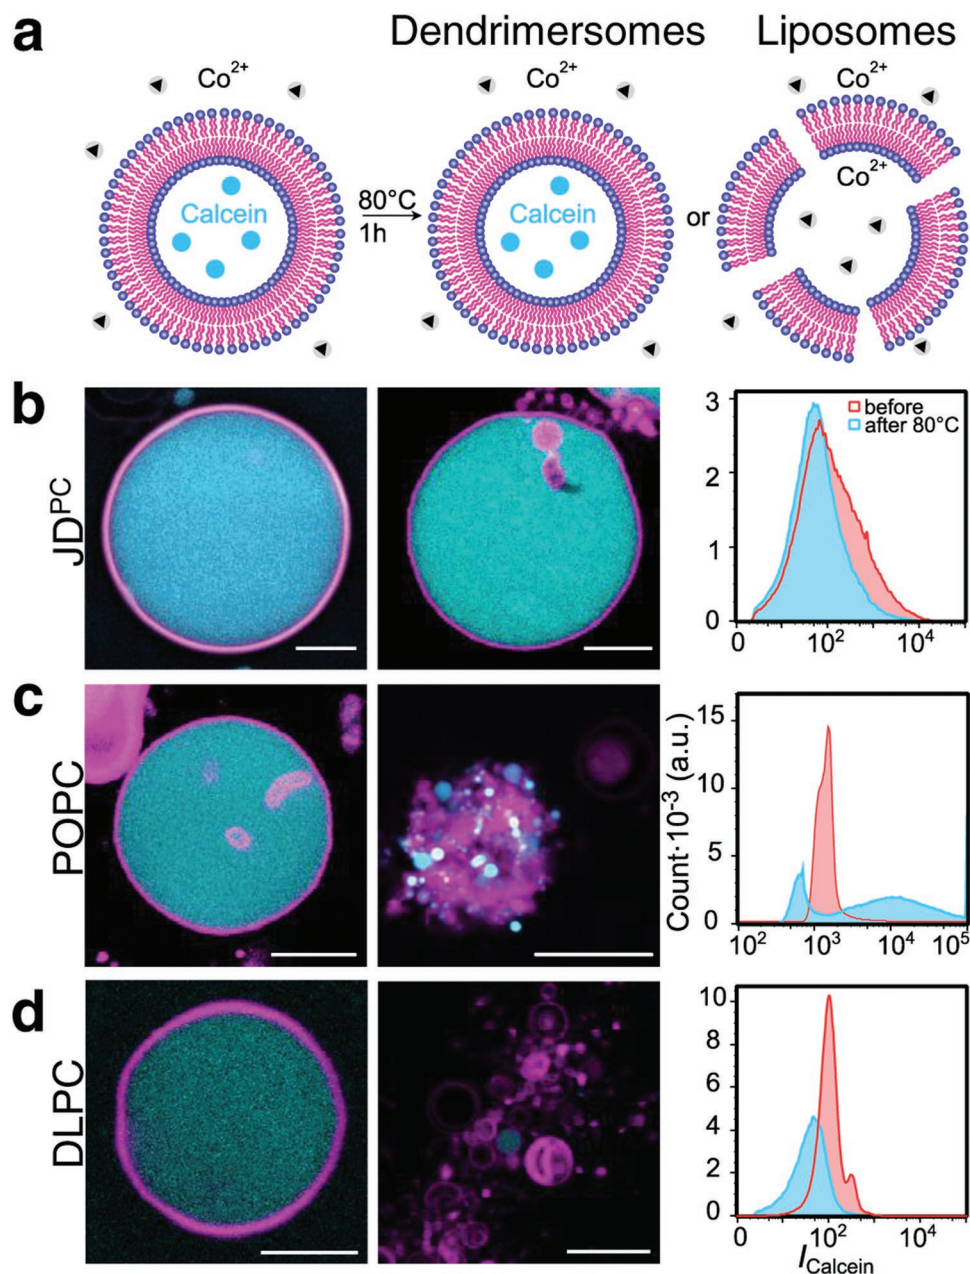 a
Dendrimersomes
Liposomes
Co²⁺
Co²⁺
Co²⁺
Calcein
80°C
1h
Calcein
or
Co²⁺
b
JDᴾᶜ
before
after 80°C
3
2
1
0
0
10²
10⁴
c
POPC
Count·10⁻³ (a.u.)
15
10
5
0
10²
10³
10⁴
10⁵
d
DLPC
10
8
6
4
2
0
0
10²
10⁴
I Calcein